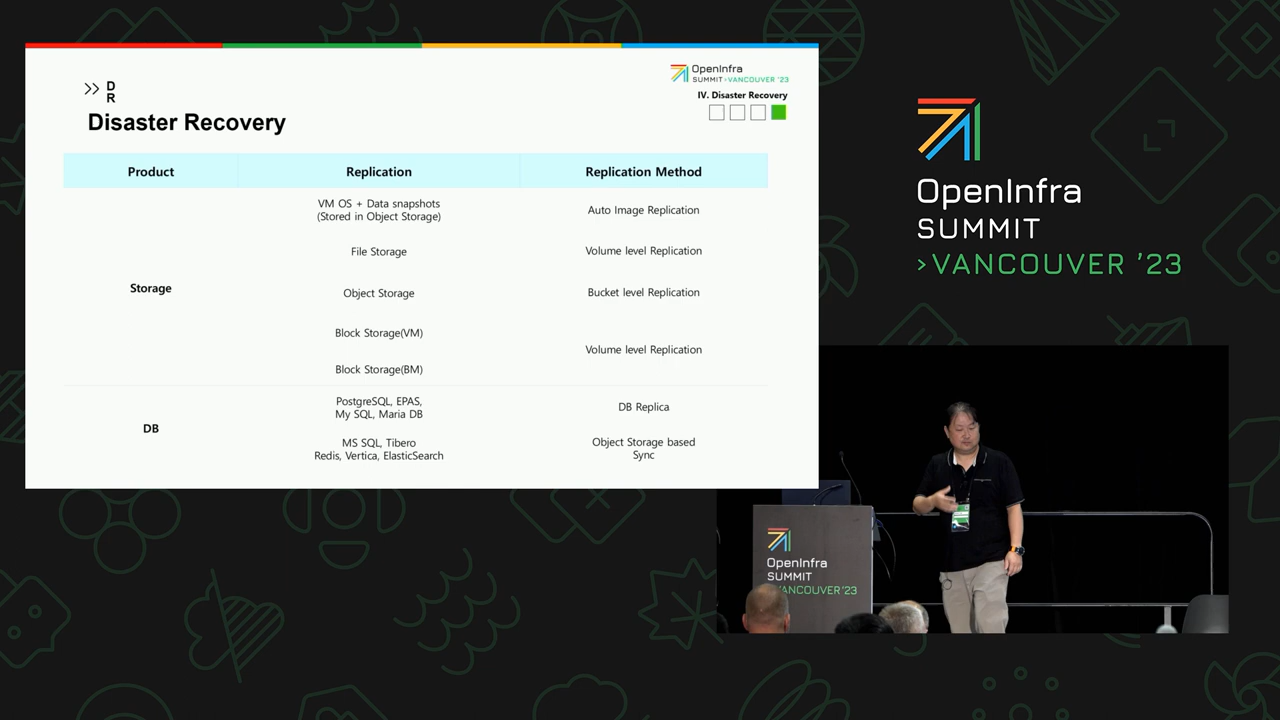 >> D
R
Disaster Recovery
OpenInfra
SUMMIT >VANCOUVER '23
IV. Disaster Recovery
Product Replication Replication Method
Storage
VM OS + Data snapshots
(Stored in Object Storage)
Auto Image Replication
File Storage
Volume level Replication
Object Storage
Bucket level Replication
Block Storage(VM)
Block Storage(BM)
Volume level Replication
DB
PostgreSQL, EPAS,
My SQL, Maria DB
DB Replica
MS SQL, Tibero
Redis, Vertica, ElasticSearch
Object Storage based
Sync
OpenInfra
SUMMIT
>VANCOUVER '23
OpenInfra
SUMMIT
VANCOUVER '23